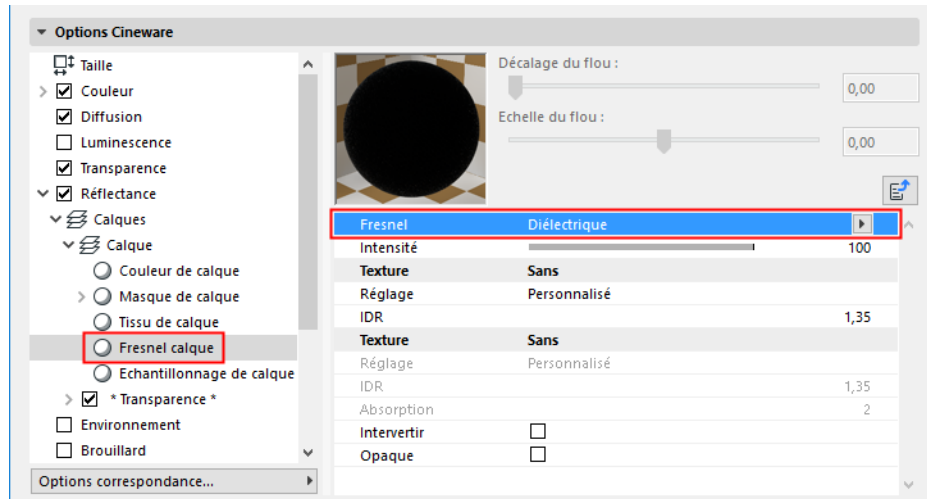 Options Cineware
Taille
Couleur
Diffusion
Luminescence
Transparence
Réflectance
Calques
Calque
Couleur de calque
Masque de calque
Tissu de calque
Fresnel calque
Echantillonnage de calque
* Transparence *
Environnement
Brouillard
Options correspondance...
Décalage du flou :
0,00
Echelle du flou :
0,00
Fresnel Diélectrique
Intensité 100
Texture Sans
Réglage Personnalisé
IDR 1,35
Texture Sans
Réglage Personnalisé
IDR 1,35
Absorption 2
Intervertir
Opaque